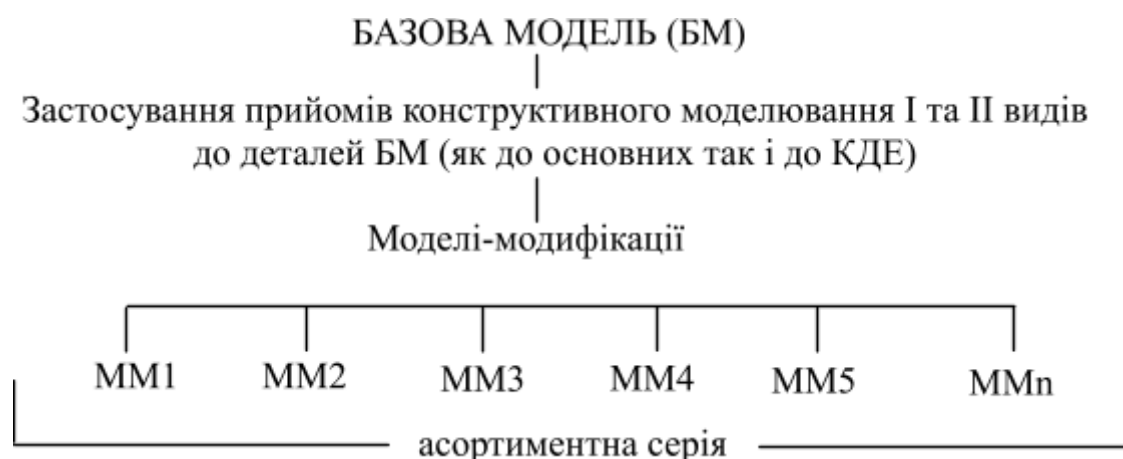 БАЗОВА МОДЕЛЬ (БМ)
Застосування прийомів конструктивного моделювання І та ІІ видів
до деталей БМ (як до основних так і до КДЕ)
Моделі-модифікації
ММ1 ММ2 ММ3 ММ4 ММ5 ММn
асортиментна серія